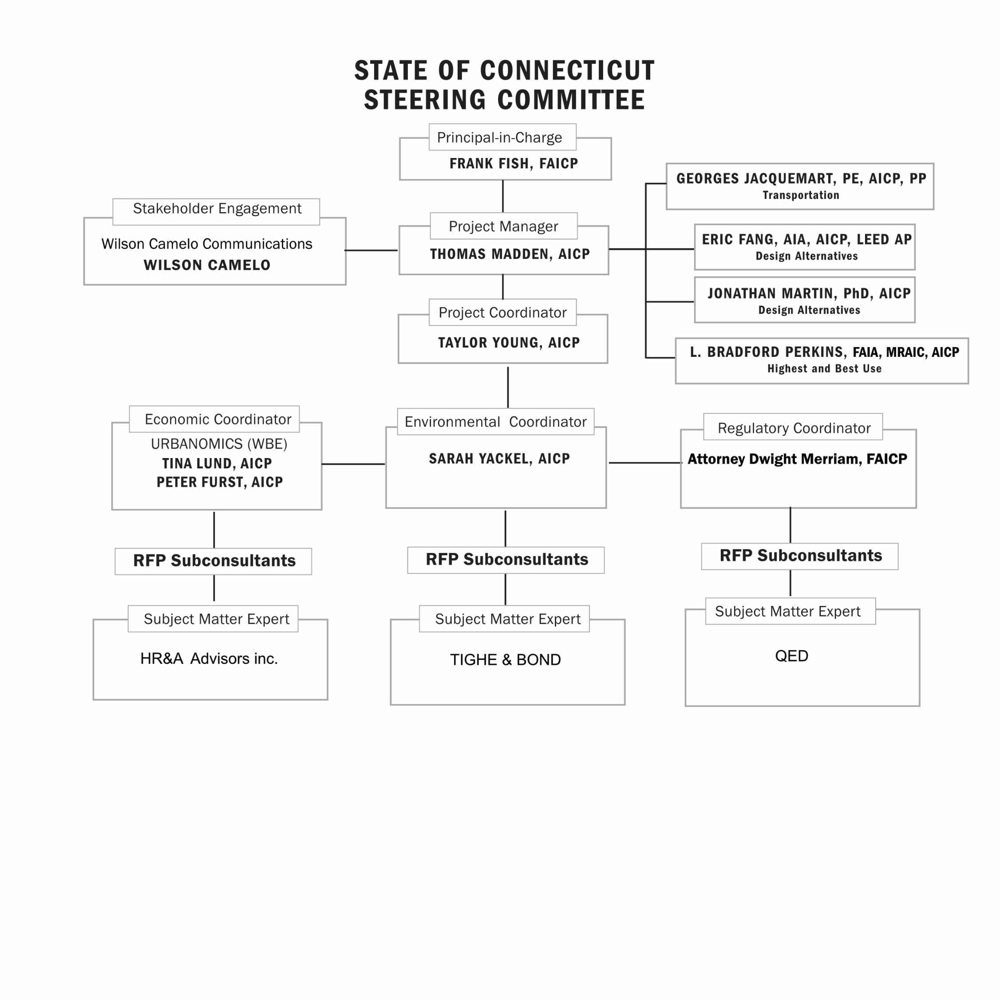 STATE OF CONNECTICUT
STEERING COMMITTEE
Principal-in-Charge
FRANK FISH, FAICP
GEORGES JACQUEMART, PE, AICP, PP
Transportation
Stakeholder Engagement
Wilson Camelo Communications
WILSON CAMELO
Project Manager
THOMAS MADDEN, AICP
ERIC FANG, AIA, AICP, LEED AP
Design Alternatives
JONATHAN MARTIN, PhD, AICP
Design Alternatives
Project Coordinator
TAYLOR YOUNG, AICP
L. BRADFORD PERKINS, FAIA, MRAIC, AICP
Highest and Best Use
Economic Coordinator
URBANOMICS (WBE)
TINA LUND, AICP
PETER FURST, AICP
Environmental  Coordinator
SARAH YACKEL, AICP
Regulatory Coordinator
Attorney Dwight Merriam, FAICP
RFP Subconsultants
RFP Subconsultants
RFP Subconsultants
Subject Matter Expert
HR&A  Advisors inc.
Subject Matter Expert
TIGHE & BOND
Subject Matter Expert
QED